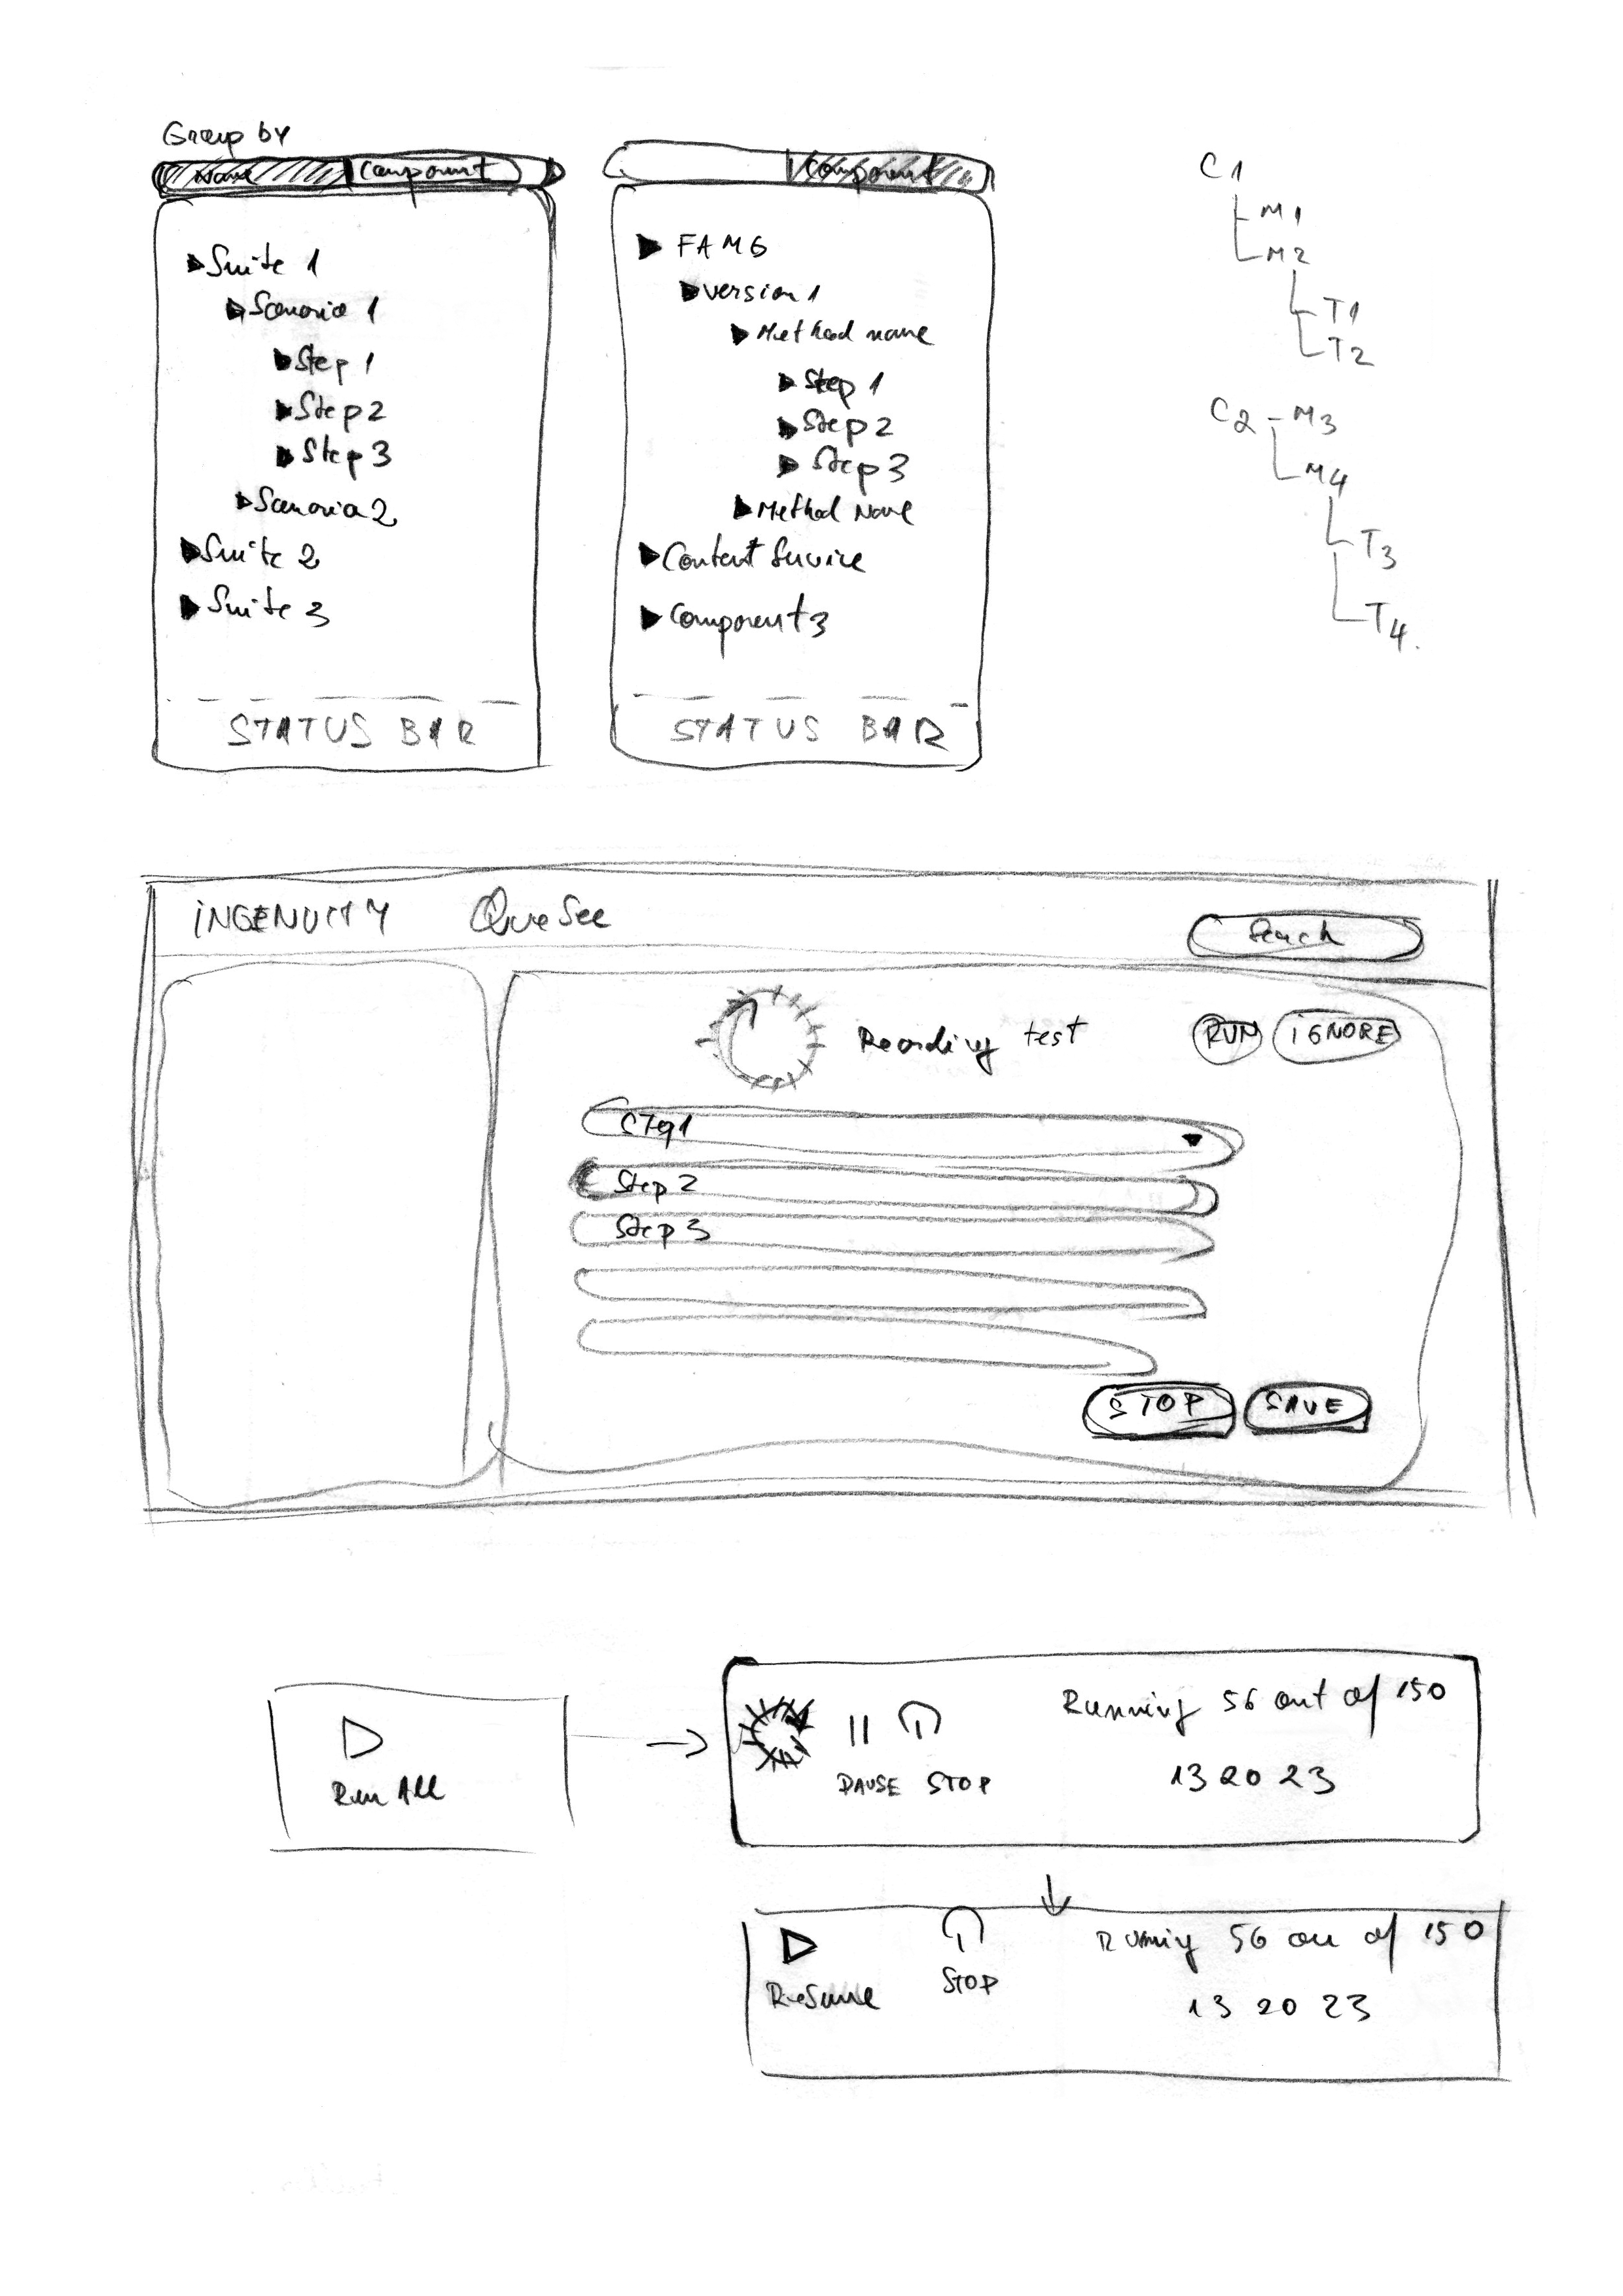 Group by
Name Component
Suite 1
Scenario 1
Step 1
Step 2
Step 3
Scenario 2
Suite 2
Suite 3
STATUS BAR
Component
FAMG
Version 1
Method name
Step 1
Step 2
Step 3
Method Name
Content Service
Component 3
STATUS BAR
C1
M1
M2
T1
T2
C2 - M3
M4
T3
T4.
INGENUITY QueSee
Search
Reording test
RUN IGNORE
Step1
Step 2
Step 3
STOP SAVE
Run All
Running 56 out of 150
PAUSE STOP
13 20 23
Running 56 ou of 150
Resume STOP
13 20 23